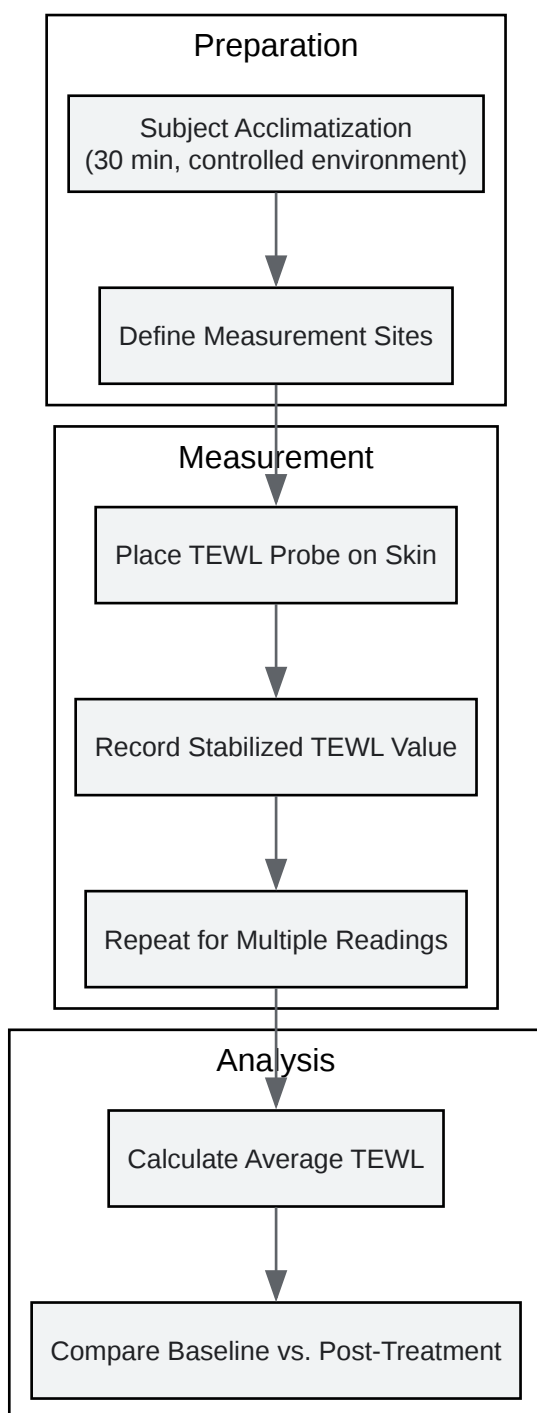 Preparation
Subject Acclimatization
(30 min, controlled environment)
Define Measurement Sites
Measurement
Place TEWL Probe on Skin
Record Stabilized TEWL Value
Repeat for Multiple Readings
Analysis
Calculate Average TEWL
Compare Baseline vs. Post-Treatment